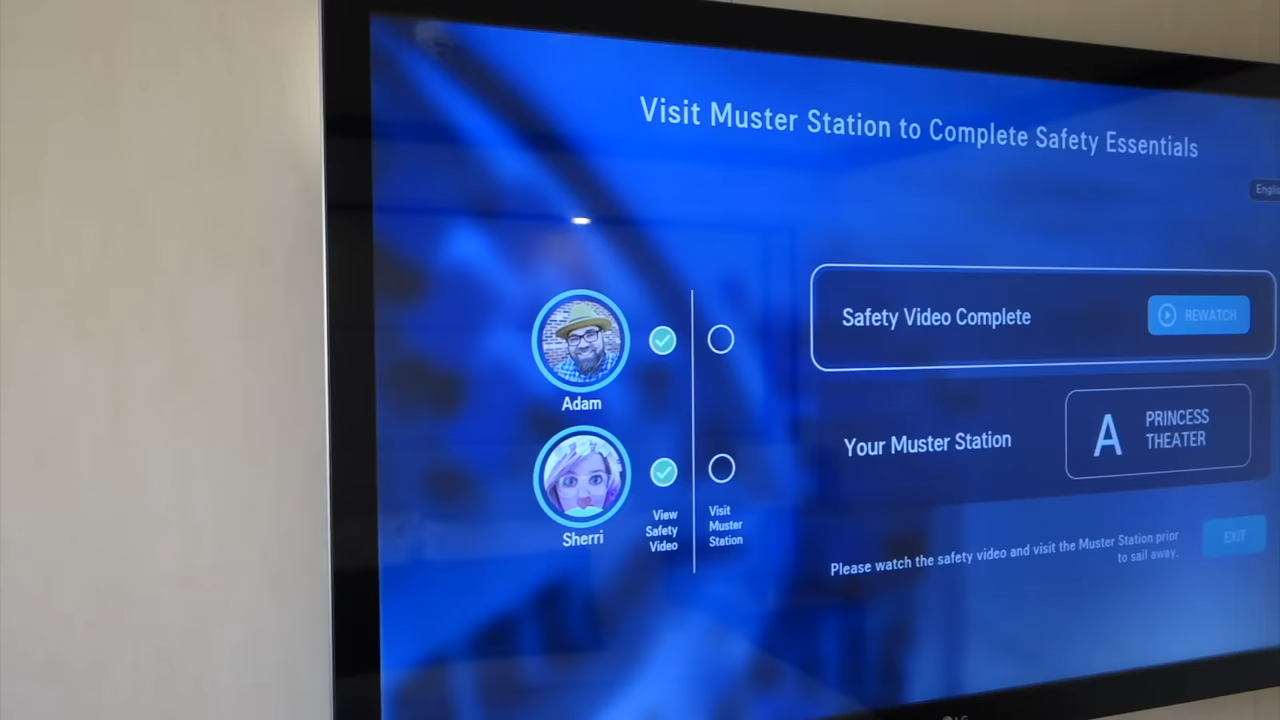 Visit Muster Station to Complete Safety Essentials
Safety Video Complete
REWATCH
Adam
Your Muster Station
A
PRINCESS
THEATER
Sherri
View
Safety
Video
Visit
Muster
Station
Please watch the safety video and visit the Muster Station prior
to sail away.
EXIT
LG